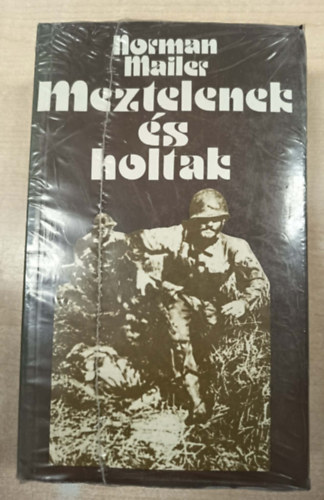 Norman
Mailer
Meztelenek
és
holtak